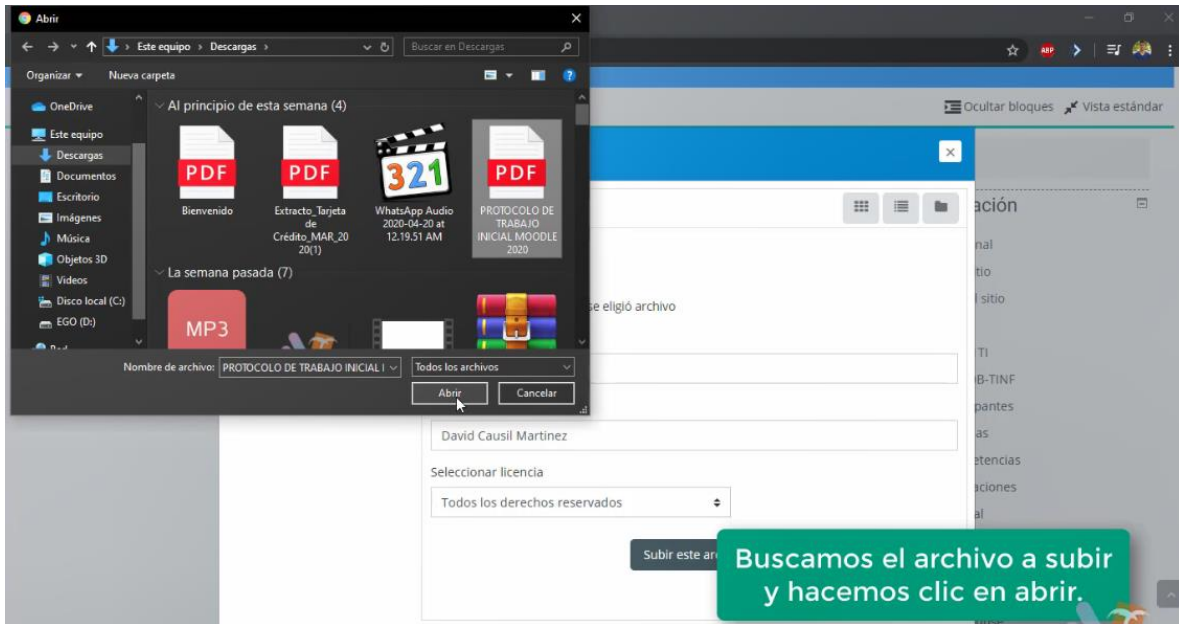 Abrir
Este equipo > Descargas >
Buscar en Descargas
Organizar
Nueva carpeta
OneDrive
Este equipo
Descargas
Documentos
Escritorio
Imágenes
Música
Objetos 3D
Videos
Disco local (C:)
EGO (D:)
Al principio de esta semana (4)
PDF
Bienvenido
PDF
Extracto_Tarjeta
de
Crédito_MAR_20
20(1)
321
WhatsApp Audio
2020-04-20 at
12.19.51 AM
PDF
PROTOCOLO DE
TRABAJO
INICIAL MOODLE
2020
La semana pasada (7)
MP3
Nombre de archivo: PROTOCOLO DE TRABAJO INICIAL I
Todos los archivos
Abrir
Cancelar
ABP
Ocultar bloques
Vista estándar
se eligió archivo
David Causil Martinez
Seleccionar licencia
Todos los derechos reservados
Subir este ar
ación
nal
tio
l sitio
TI
B-TINF
pantes
as
etencias
aciones
al
Buscamos el archivo a subir
y hacemos clic en abrir.